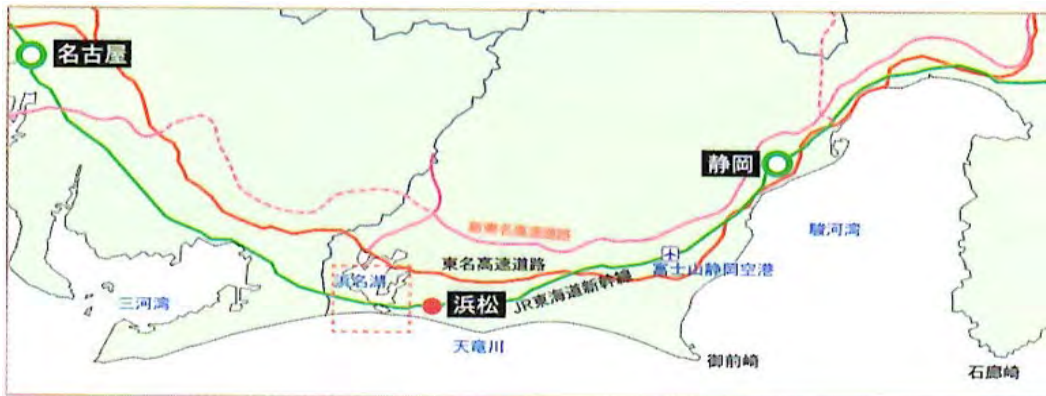 名古屋
静岡
新東名高速道路
駿河湾
東名高速道路
富士山静岡空港
浜名湖
三河湾
浜松
JR東海道新幹線
天竜川
御前崎
石廊崎